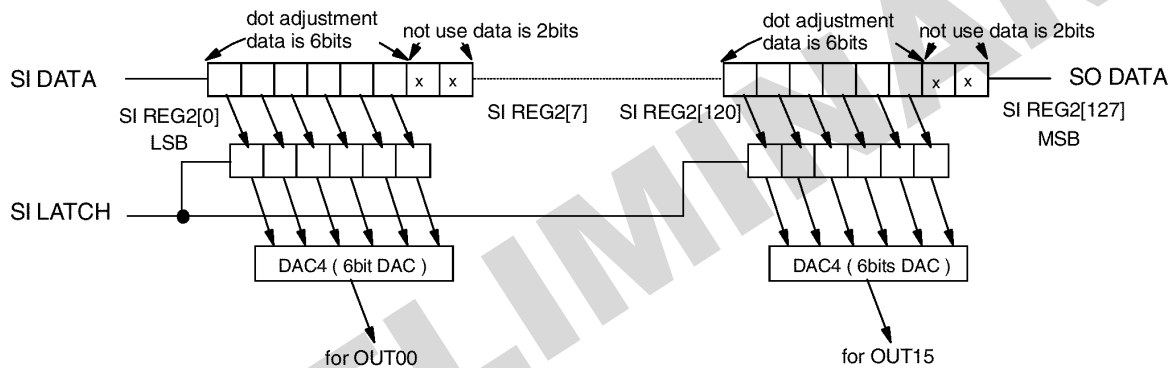 dot adjustment
data is 6bits
not use data is 2bits
dot adjustment
data is 6bits
not use data is 2bits
SI DATA
x x
x x
SO DATA
SI REG2[0]
LSB
SI REG2[7]
SI REG2[120]
SI REG2[127]
MSB
SI LATCH
DAC4 ( 6bit DAC )
DAC4 ( 6bits DAC )
for OUT00
for OUT15